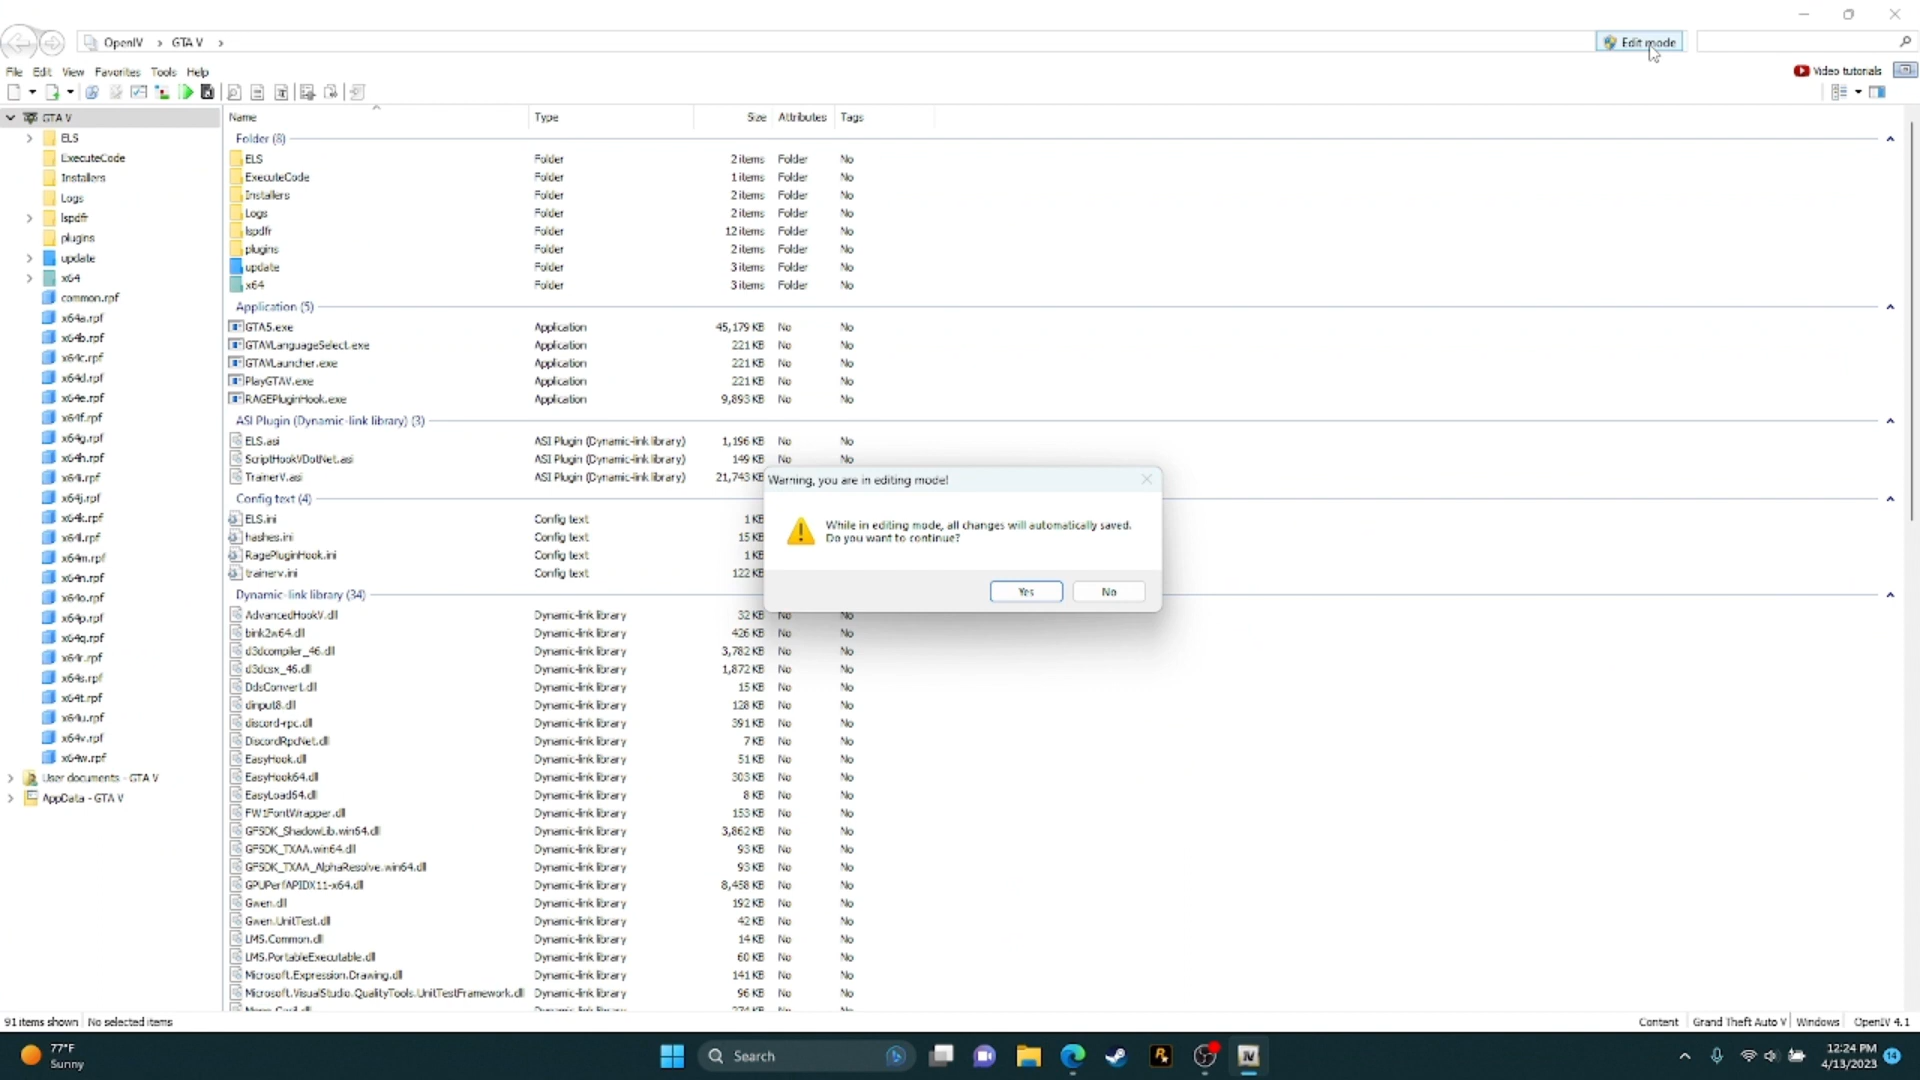 OpenIV > GTA V >
Edit mode
File Edit View Favorites Tools Help
Video tutorials
GTA V
ELS
ExecuteCode
Installers
Logs
lspdfr
plugins
update
x64
common.rpf
x64a.rpf
x64b.rpf
x64c.rpf
x64d.rpf
x64e.rpf
x64f.rpf
x64g.rpf
x64h.rpf
x64i.rpf
x64j.rpf
x64k.rpf
x64l.rpf
x64m.rpf
x64n.rpf
x64o.rpf
x64p.rpf
x64q.rpf
x64r.rpf
x64s.rpf
x64t.rpf
x64u.rpf
x64v.rpf
x64w.rpf
User documents - GTA V
AppData - GTA V
Name Type Size Attributes Tags
Folder (8)
ELS Folder 2 items Folder No
ExecuteCode Folder 1 items Folder No
Installers Folder 2 items Folder No
Logs Folder 2 items Folder No
lspdfr Folder 12 items Folder No
plugins Folder 2 items Folder No
update Folder 3 items Folder No
x64 Folder 3 items Folder No
Application (5)
GTA5.exe Application 45,179 KB No No
GTAVLanguageSelect.exe Application 221 KB No No
GTAVLauncher.exe Application 221 KB No No
PlayGTAV.exe Application 221 KB No No
RAGEPluginHook.exe Application 9,893 KB No No
ASI Plugin (Dynamic-link library) (3)
ELS.asi ASI Plugin (Dynamic-link library) 1,196 KB No No
ScriptHookVDotNet.asi ASI Plugin (Dynamic-link library) 149 KB No No
TrainerV.asi ASI Plugin (Dynamic-link library) 21,743 KB
Config text (4)
ELS.ini Config text 1 KB
hashes.ini Config text 15 KB
RagePluginHook.ini Config text 1 KB
trainerv.ini Config text 122 KB
Dynamic-link library (34)
AdvancedHookV.dll Dynamic-link library 32 KB No No
bink2w64.dll Dynamic-link library 426 KB No No
d3dcompiler_46.dll Dynamic-link library 3,782 KB No No
d3dcsx_46.dll Dynamic-link library 1,872 KB No No
DdsConvert.dll Dynamic-link library 15 KB No No
dinput8.dll Dynamic-link library 128 KB No No
discord-rpc.dll Dynamic-link library 391 KB No No
DiscordRpcNet.dll Dynamic-link library 7 KB No No
EasyHook.dll Dynamic-link library 51 KB No No
EasyHook64.dll Dynamic-link library 303 KB No No
EasyLoad64.dll Dynamic-link library 8 KB No No
FW1FontWrapper.dll Dynamic-link library 153 KB No No
GFSDK_ShadowLib.win64.dll Dynamic-link library 3,862 KB No No
GFSDK_TXAA.win64.dll Dynamic-link library 93 KB No No
GFSDK_TXAA_AlphaResolve.win64.dll Dynamic-link library 93 KB No No
GPUPerfAPIDX11-x64.dll Dynamic-link library 8,458 KB No No
Gwen.dll Dynamic-link library 192 KB No No
Gwen.UnitTest.dll Dynamic-link library 42 KB No No
LMS.Common.dll Dynamic-link library 14 KB No No
LMS.PortableExecutable.dll Dynamic-link library 60 KB No No
Microsoft.Expression.Drawing.dll Dynamic-link library 141 KB No No
Microsoft.VisualStudio.QualityTools.UnitTestFramework.dll Dynamic-link library 96 KB No No
Warning, you are in editing mode!
While in editing mode, all changes will automatically saved.
Do you want to continue?
Yes No
91 items shown No selected items
Content Grand Theft Auto V Windows OpenIV 4.1
77°F
Sunny
Search
12:24 PM
4/13/2023
14